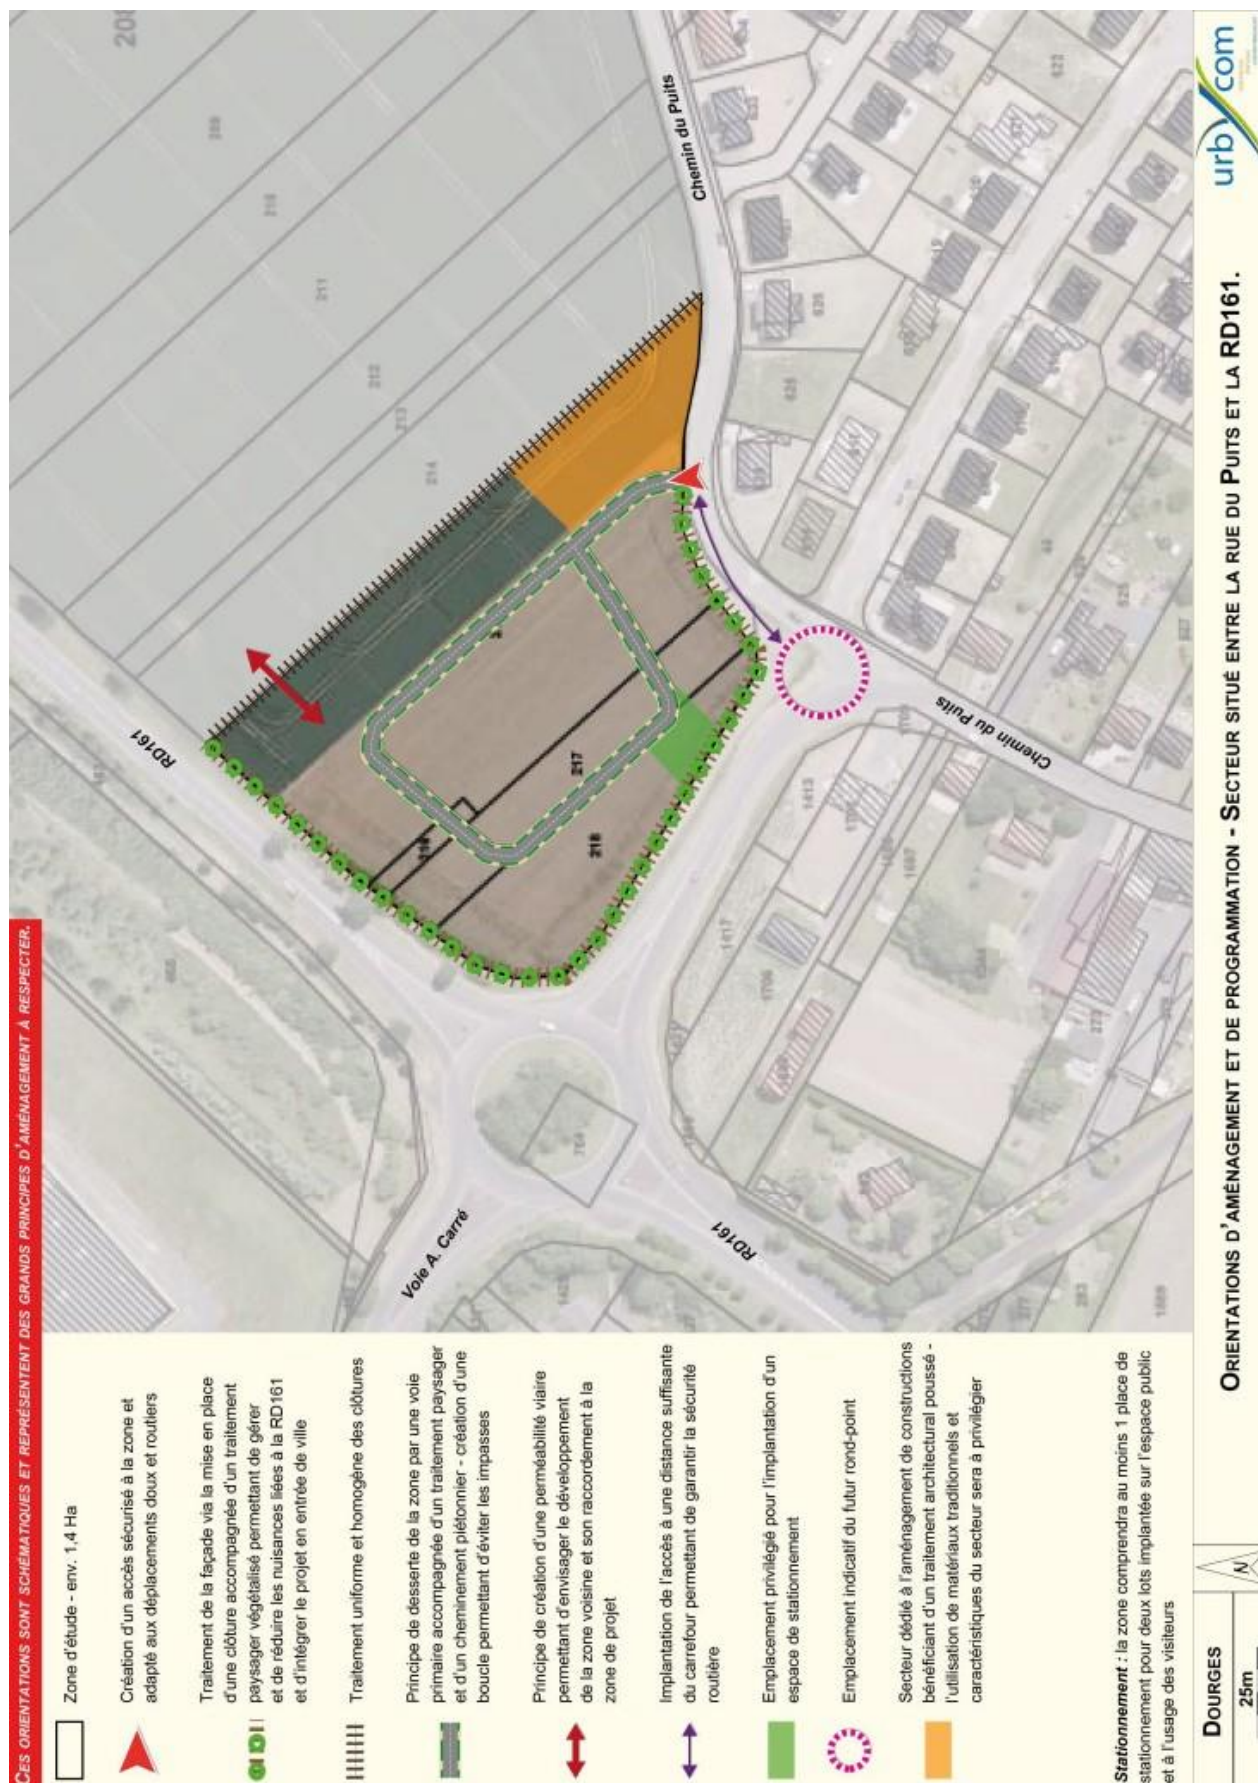 CES ORIENTATIONS SONT SCHÉMATIQUES ET REPRÉSENTENT DES GRANDS PRINCIPES D'AMÉNAGEMENT À RESPECTER.
Zone d'étude - env. 1,4 Ha
Création d'un accès sécurisé à la zone et
adapté aux déplacements doux et routiers
Traitement de la façade via la mise en place
d'une clôture accompagnée d'un traitement
paysager végétalisé permettant de gérer
et de réduire les nuisances liées à la RD161
et d'intégrer le projet en entrée de ville
Traitement uniforme et homogène des clôtures
Principe de desserte de la zone par une voie
primaire accompagnée d'un traitement paysager
et d'un cheminement piétonnier - création d'une
boucle permettant d'éviter les impasses
Principe de création d'une perméabilité viaire
permettant d'envisager le développement
de la zone voisine et son raccordement à la
zone de projet
Implantation de l'accès à une distance suffisante
du carrefour permettant de garantir la sécurité
routière
Emplacement privilégié pour l'implantation d'un
espace de stationnement
Emplacement indicatif du futur rond-point
Secteur dédié à l'aménagement de constructions
bénéficiant d'un traitement architectural poussé -
l'utilisation de matériaux traditionnels et
caractéristiques du secteur sera à privilégier
Stationnement : la zone comprendra au moins 1 place de
stationnement pour deux lots implantée sur l'espace public
et à l'usage des visiteurs
RD161
Voie A. Carré
RD161
Chemin du Puits
Chemin du Puits
210
211
212
213
214
217
218
625
1413
1417
1706
764
DOURGES
25m
N
ORIENTATIONS D'AMÉNAGEMENT ET DE PROGRAMMATION - SECTEUR SITUÉ ENTRE LA RUE DU PUITS ET LA RD161.
urbycom